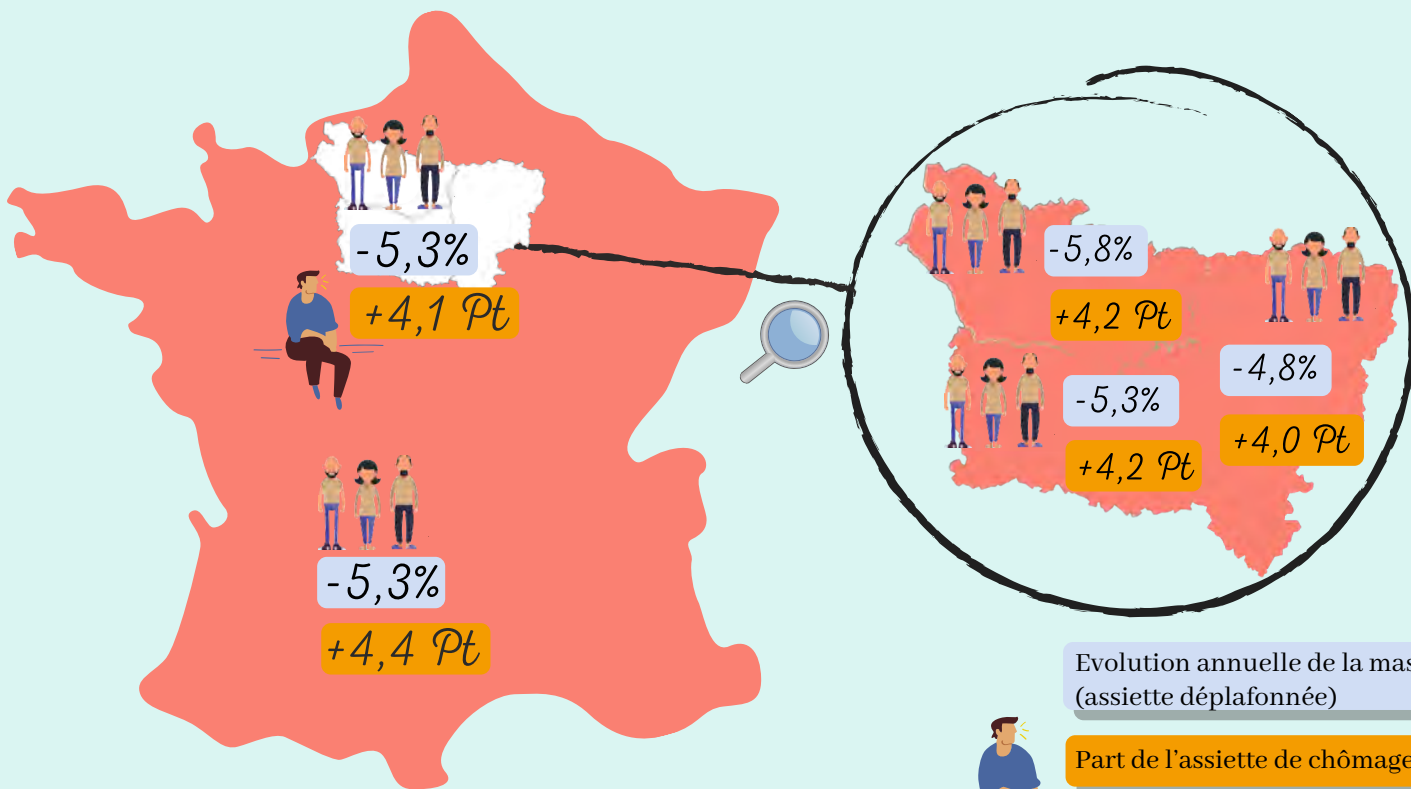 -5,3%
+4,1 Pt
-5,3%
+4,4 Pt
-5,8%
+4,2 Pt
-5,3%
+4,2 Pt
-4,8%
+4,0 Pt
Evolution annuelle de la
(assiette déplafonnée)
Part de l’assiette de chômage